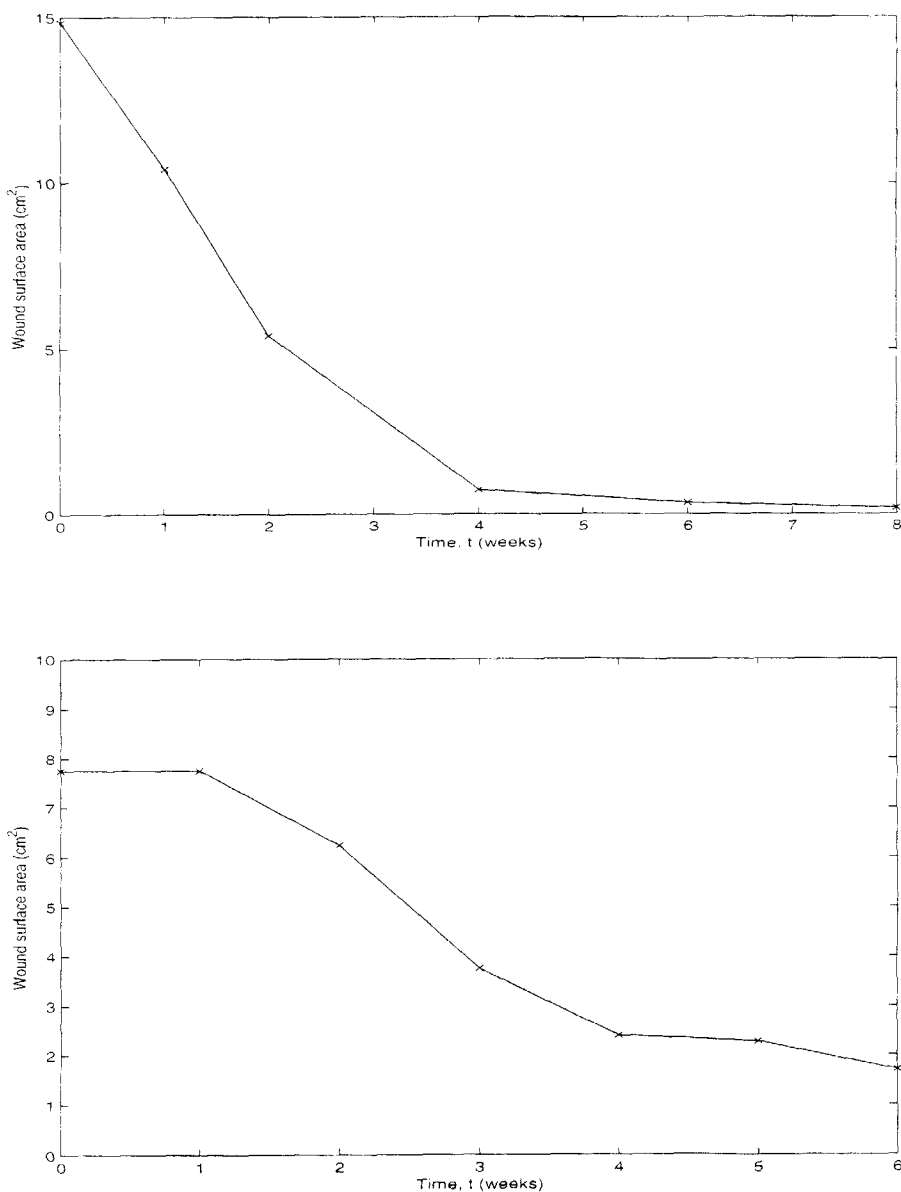 15
10
5
0
Wound surface area (cm²)
0 1 2 3 4 5 6 7 8
Time, t (weeks)
10
9
8
7
6
5
4
3
2
1
0
Wound surface area (cm²)
0 1 2 3 4 5 6
Time, t (weeks)